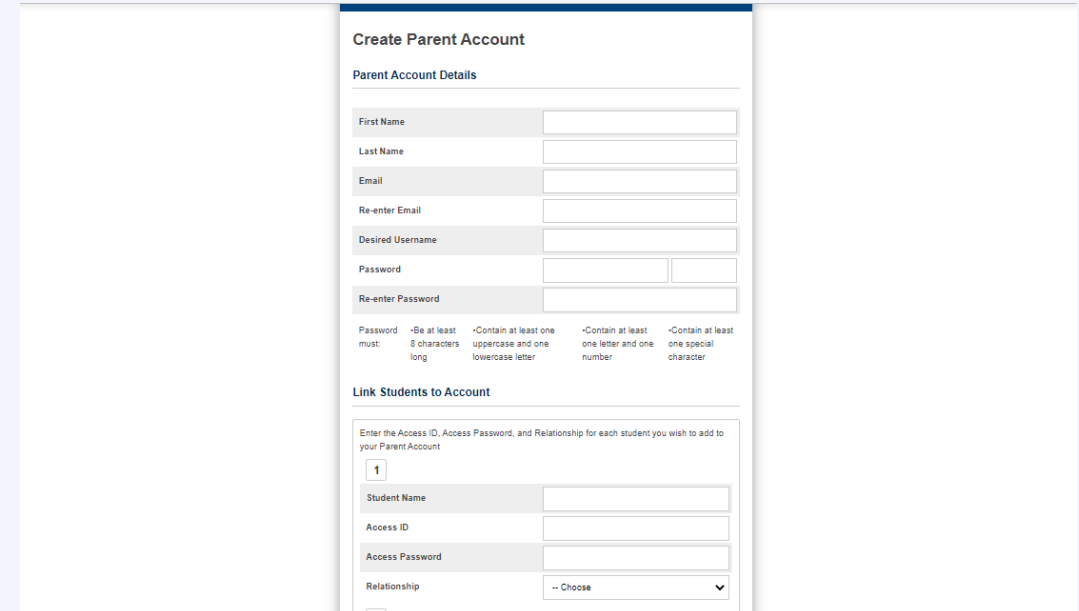 Create Parent Account
Parent Account Details
First Name
Last Name
Email
Re-enter Email
Desired Username
Password
Re-enter Password
Password must:
•Be at least 8 characters long
•Contain at least one uppercase and one lowercase letter
•Contain at least one letter and one number
•Contain at least one special character
Link Students to Account
Enter the Access ID, Access Password, and Relationship for each student you wish to add to
your Parent Account
1
Student Name
Access ID
Access Password
Relationship
-- Choose